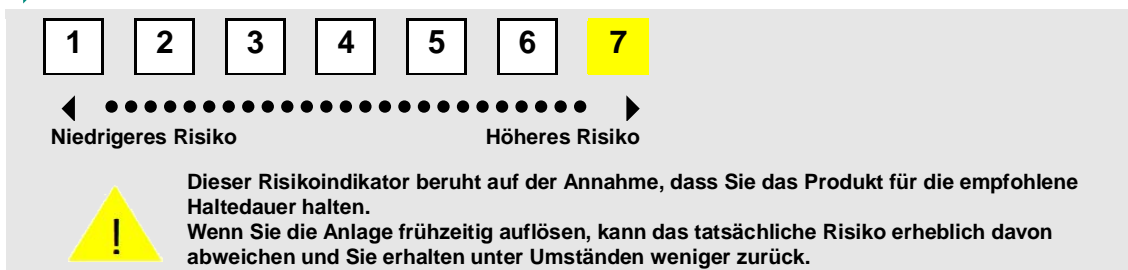 1 2 3 4 5 6 7
Niedrigeres Risiko Höheres Risiko
!
Dieser Risikoindikator beruht auf der Annahme, dass Sie das Produkt für die empfohlene
Haltedauer halten.
Wenn Sie die Anlage frühzeitig auflösen, kann das tatsächliche Risiko erheblich davon
abweichen und Sie erhalten unter Umständen weniger zurück.